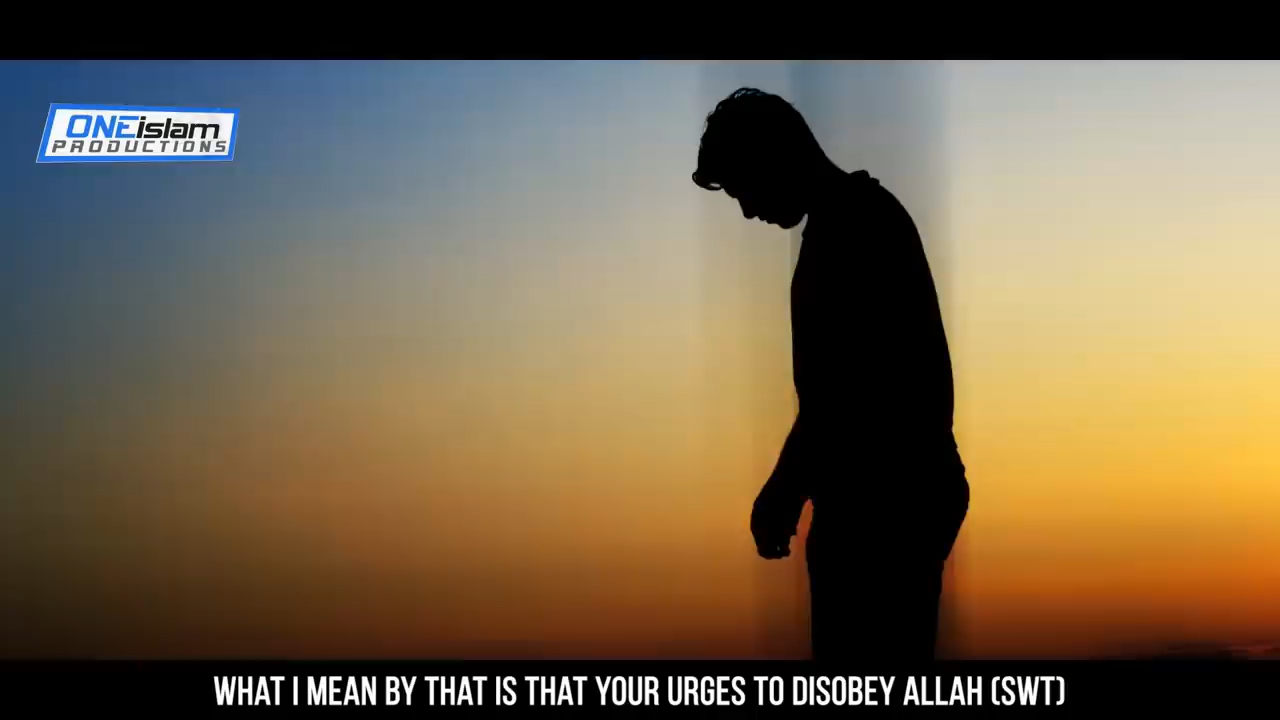 ONEislam
PRODUCTIONS
WHAT I MEAN BY THAT IS THAT YOUR URGES TO DISOBEY ALLAH (SWT)